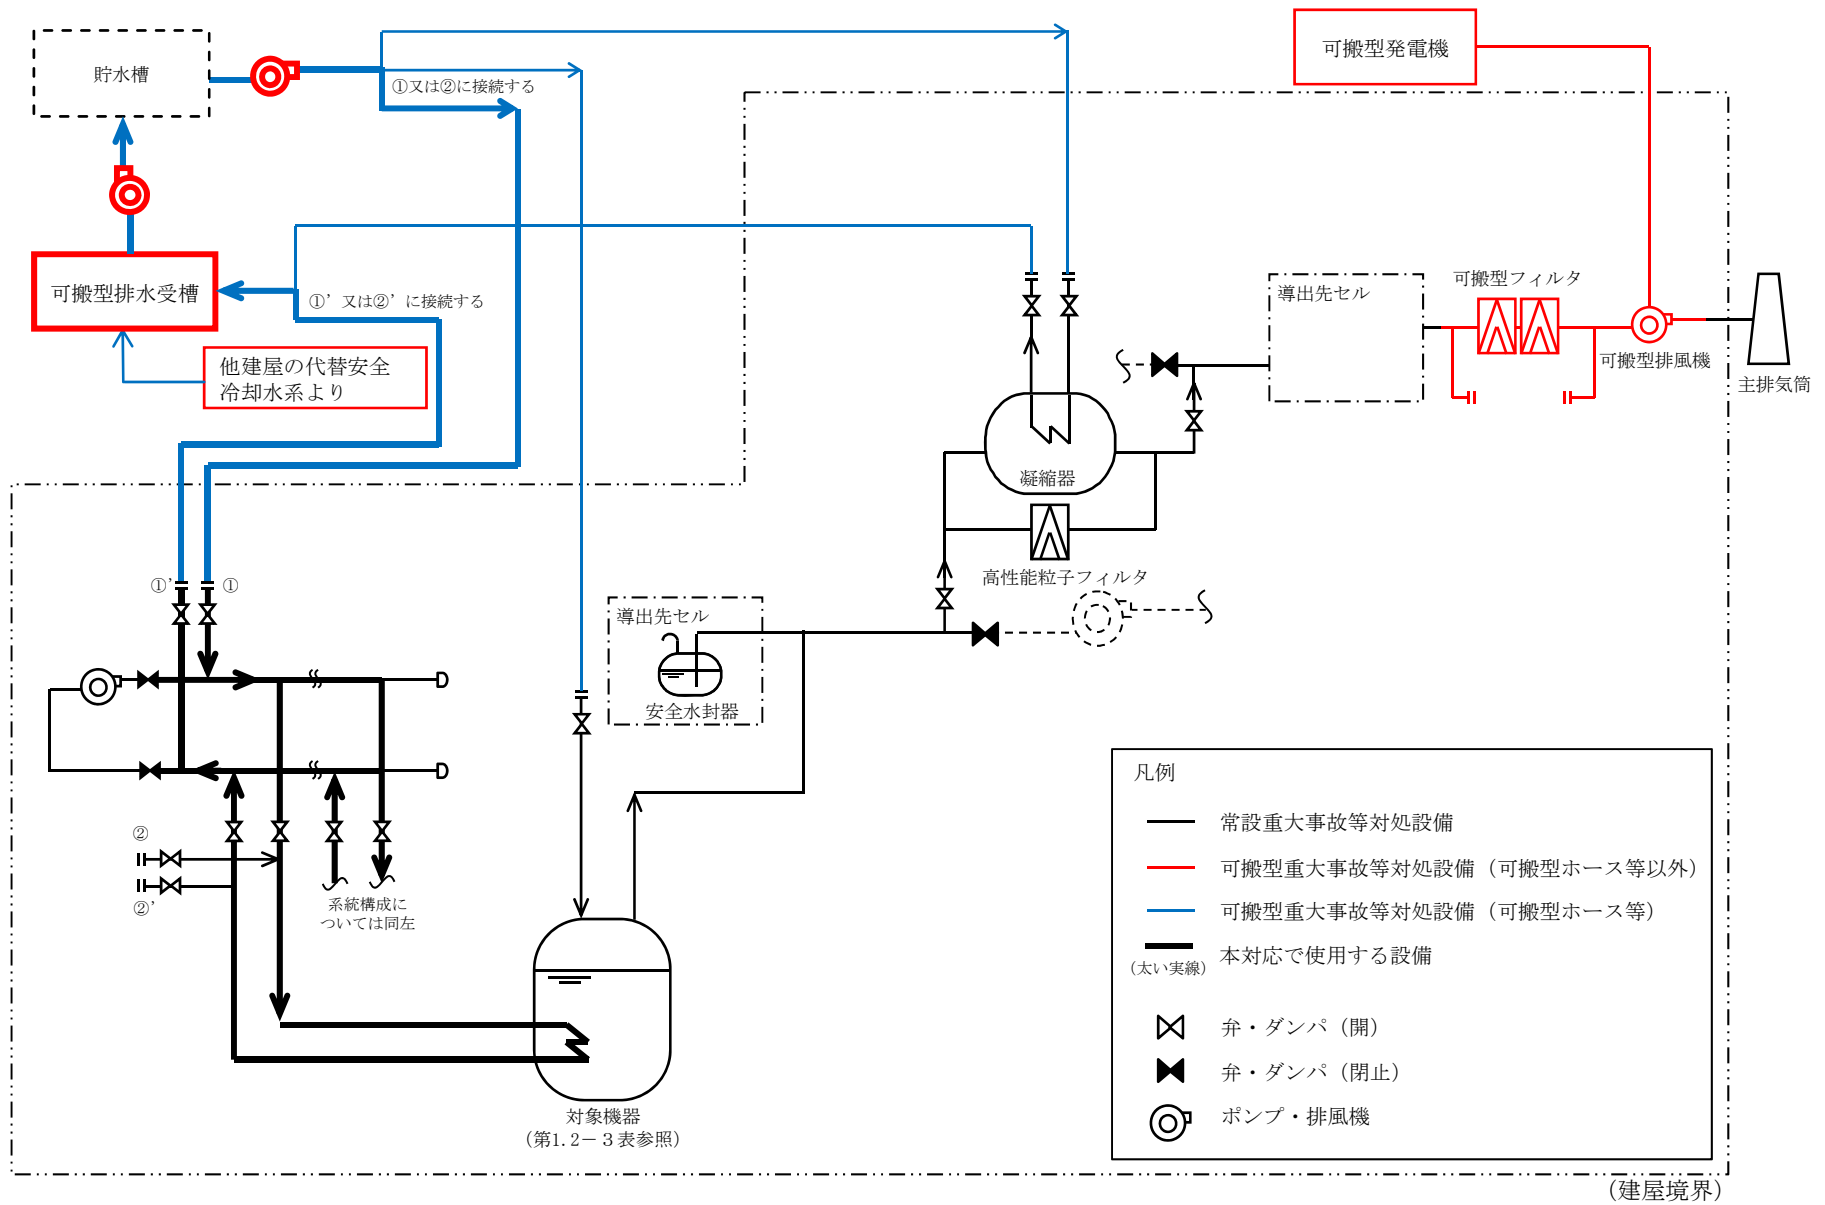 可搬型発電機
貯水槽
①又は②に接続する
可搬型フィルタ
導出先セル
可搬型排水受槽
①’又は②’に接続する
可搬型排風機
主排気筒
他建屋の代替安全
冷却水系より
凝縮器
高性能粒子フィルタ
①’
①
導出先セル
安全水封器
凡例
常設重大事故等対処設備
②
可搬型重大事故等対処設備（可搬型ホース等以外）
②’
系統構成に
ついては同左
可搬型重大事故等対処設備（可搬型ホース等）
本対応で使用する設備
（太い実線）
弁・ダンパ（開）
弁・ダンパ（閉止）
ポンプ・排風機
対象機器
（第1.2－３表参照）
（建屋境界）